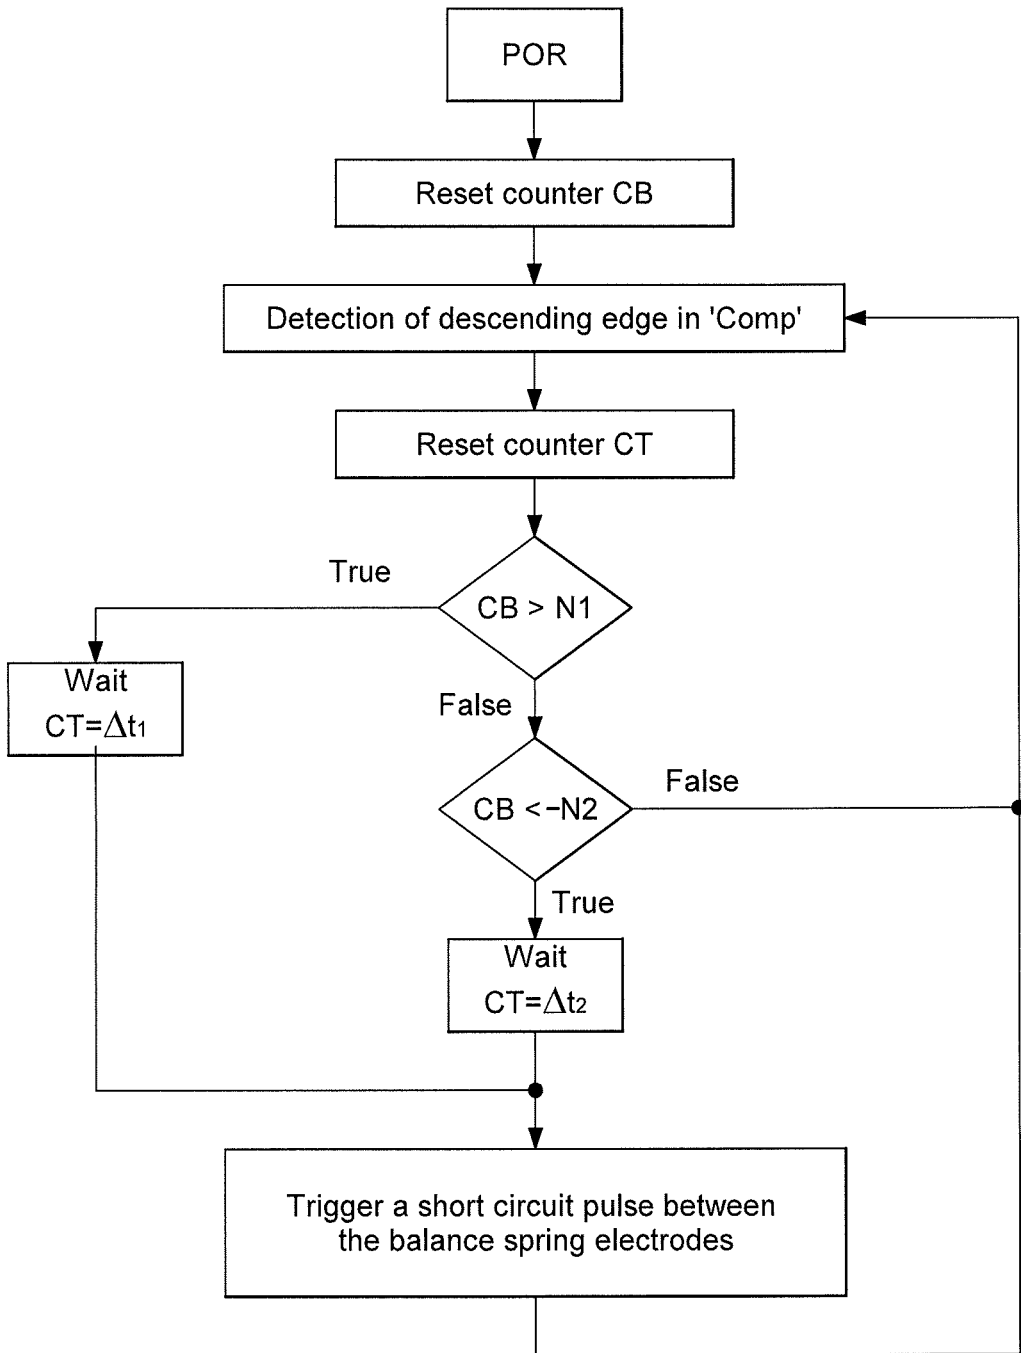 POR
Reset counter CB
Detection of descending edge in 'Comp'
Reset counter CT
True
CB > N1
Wait
CT=Δt1
False
CB <−N2
False
True
Wait
CT=Δt2
Trigger a short circuit pulse between
the balance spring electrodes